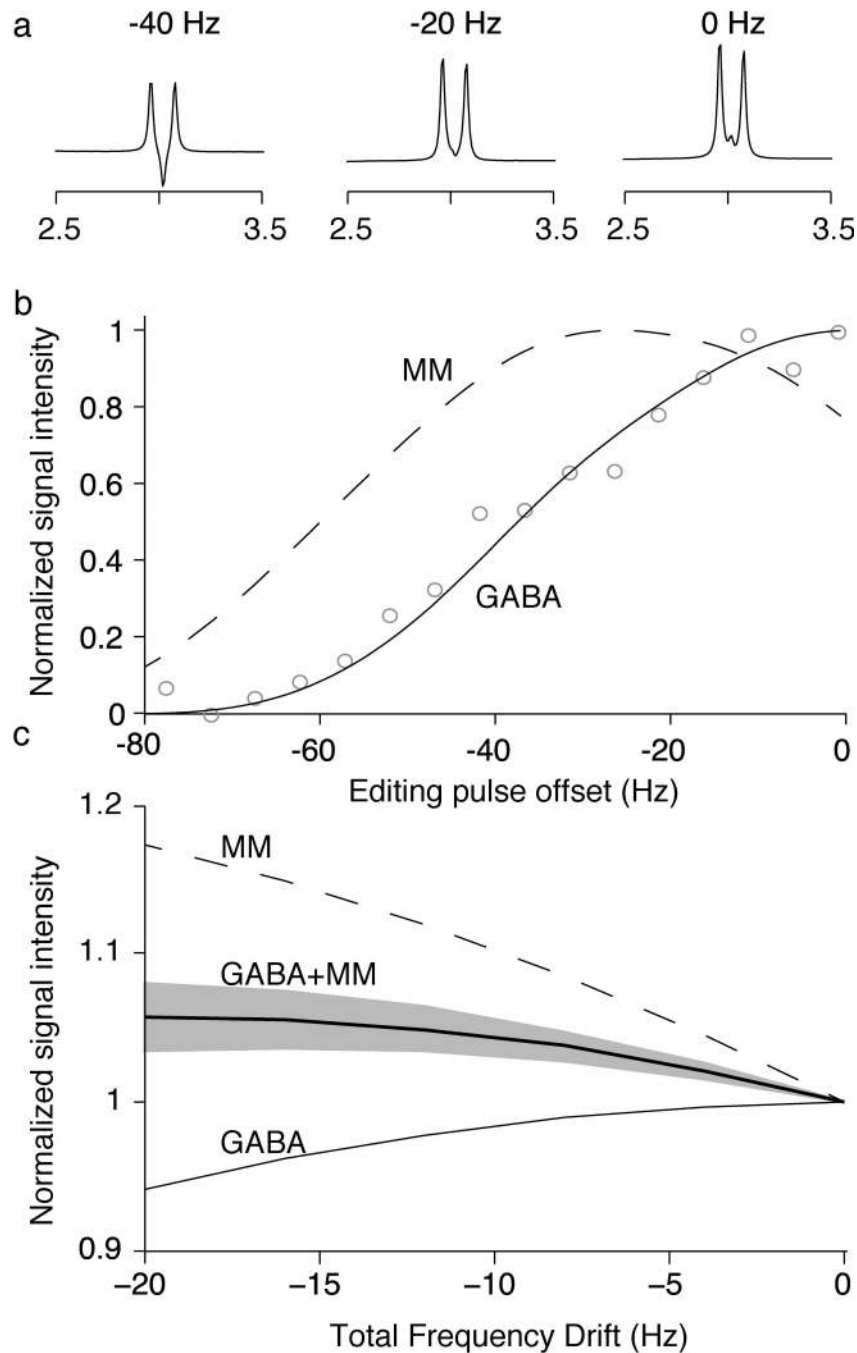 a
-40 Hz -20 Hz 0 Hz
2.5 3.5 2.5 3.5 2.5 3.5
b
Normalized signal intensity
1
0.8
0.6
0.4
0.2
0
MM
GABA
-80 -60 -40 -20 0
Editing pulse offset (Hz)
c
Normalized signal intensity
1.2
1.1
1
0.9
MM
GABA+MM
GABA
−20 −15 −10 −5 0
Total Frequency Drift (Hz)